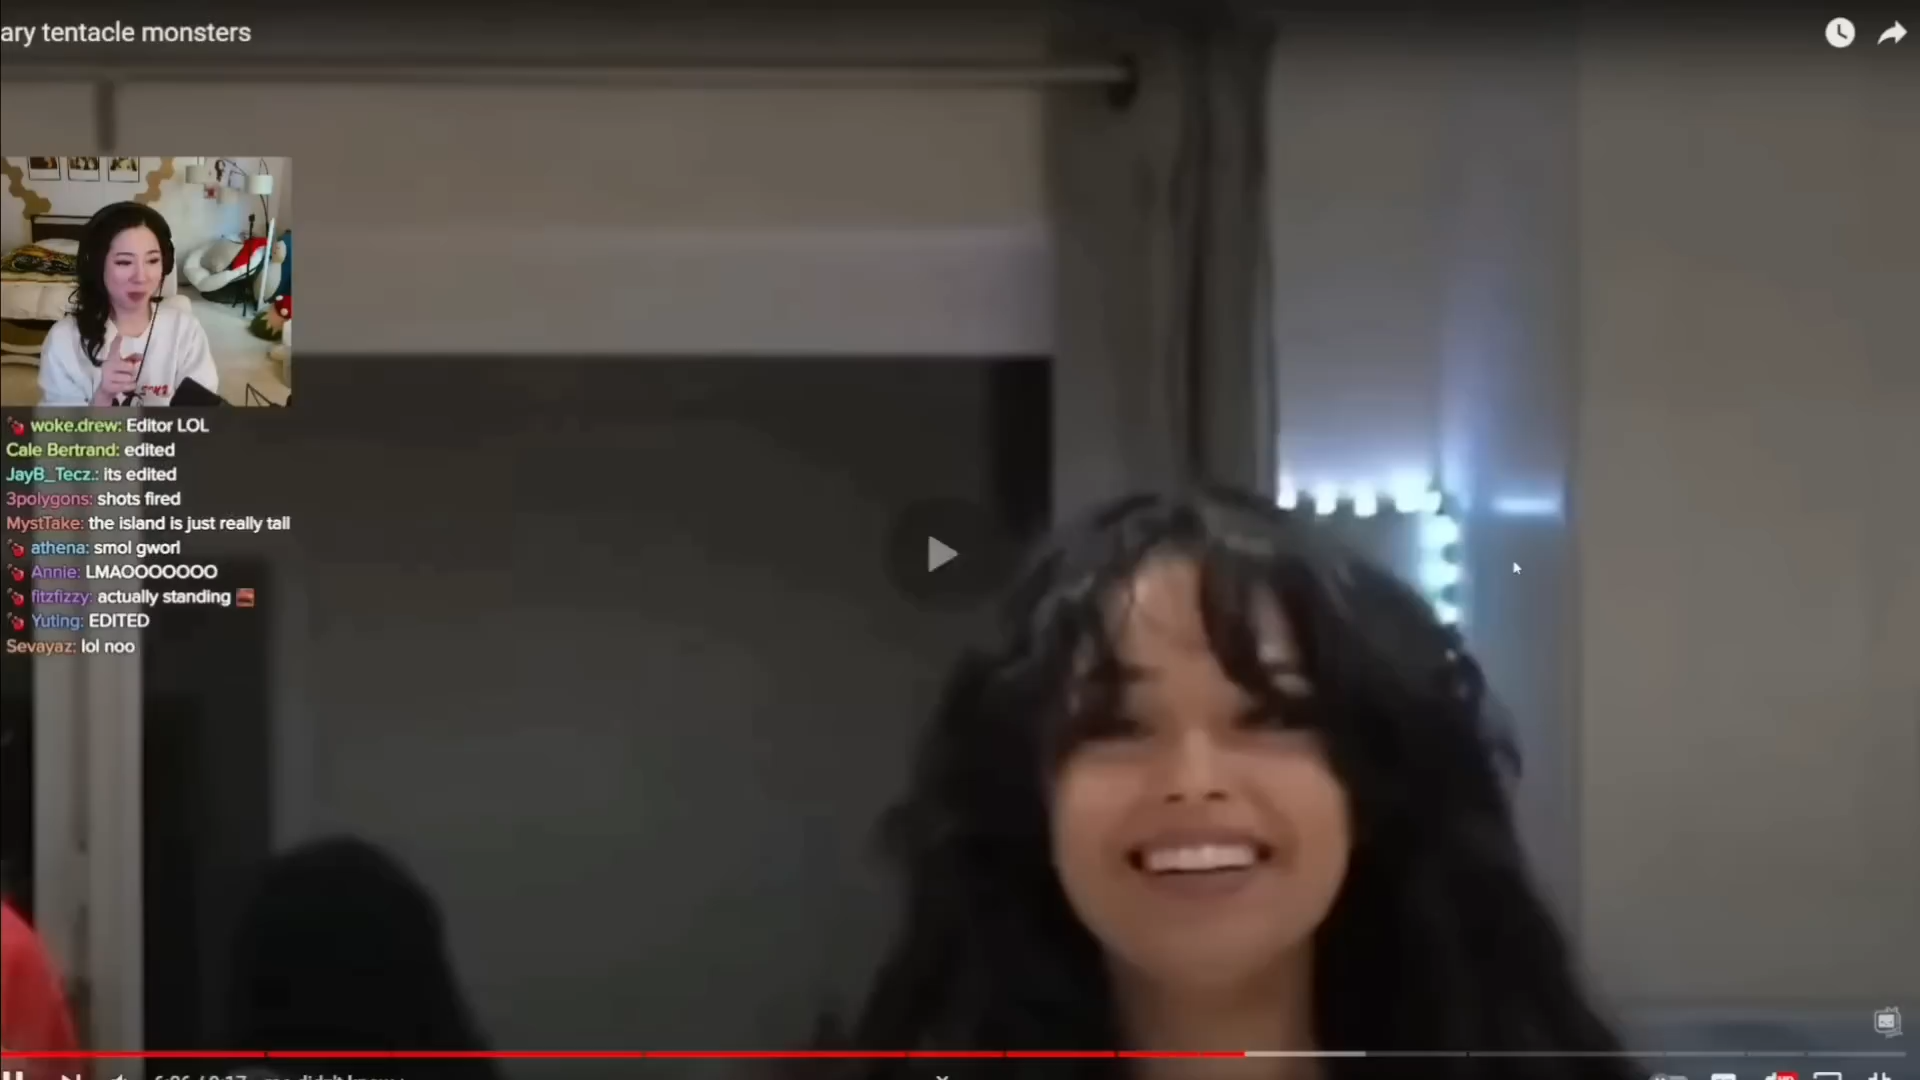 ary tentacle monsters
woke.drew: Editor LOL
Cale Bertrand: edited
JayB_Tecz.: its edited
3polygons: shots fired
MystTake: the island is just really tall
athena: smol gworl
Annie: LMAOOOOOOO
fitzfizzy: actually standing
Yuting: EDITED
Sevayaz: lol noo